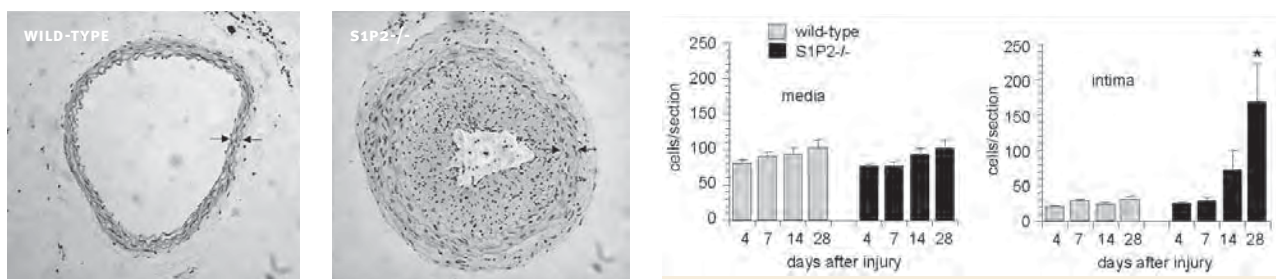 WILD-TYPE
S1P2-/-
wild-type
S1P2-/-
media
cells/section
250
200
150
100
50
0
4 7 14 28 4 7 14 28
days after injury
intima
*
cells/section
250
200
150
100
50
0
4 7 14 28 4 7 14 28
days after injury